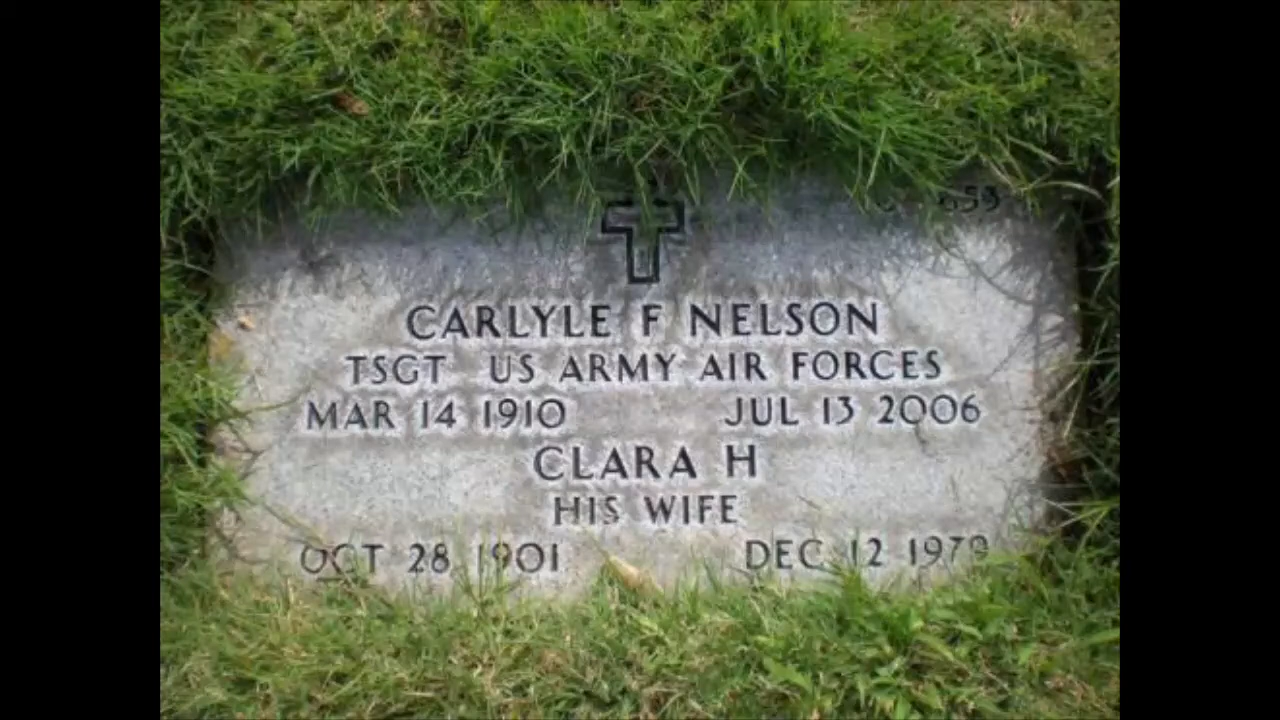 CARLYLE F NELSON
TSGT US ARMY AIR FORCES
MAR 14 1910 JUL 13 2006
CLARA H
HIS WIFE
OCT 28 1901 DEC 12 1979